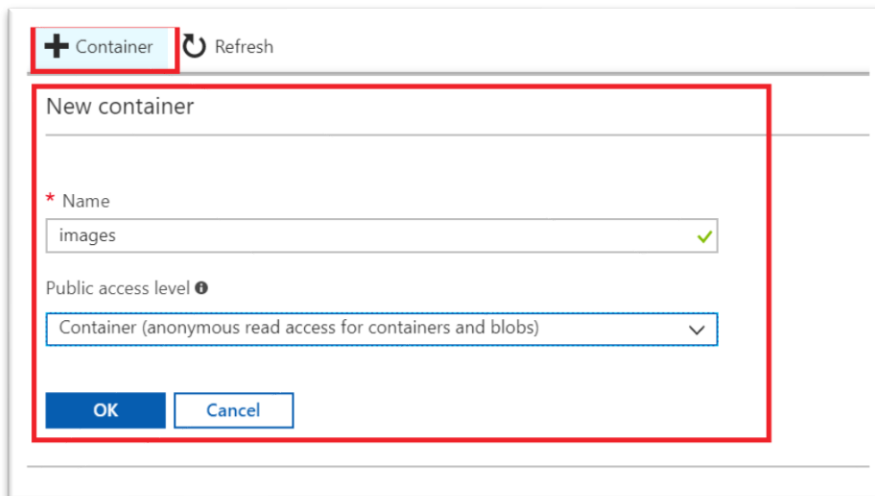 Container Refresh
New container
* Name
images
Public access level
Container (anonymous read access for containers and blobs)
OK Cancel